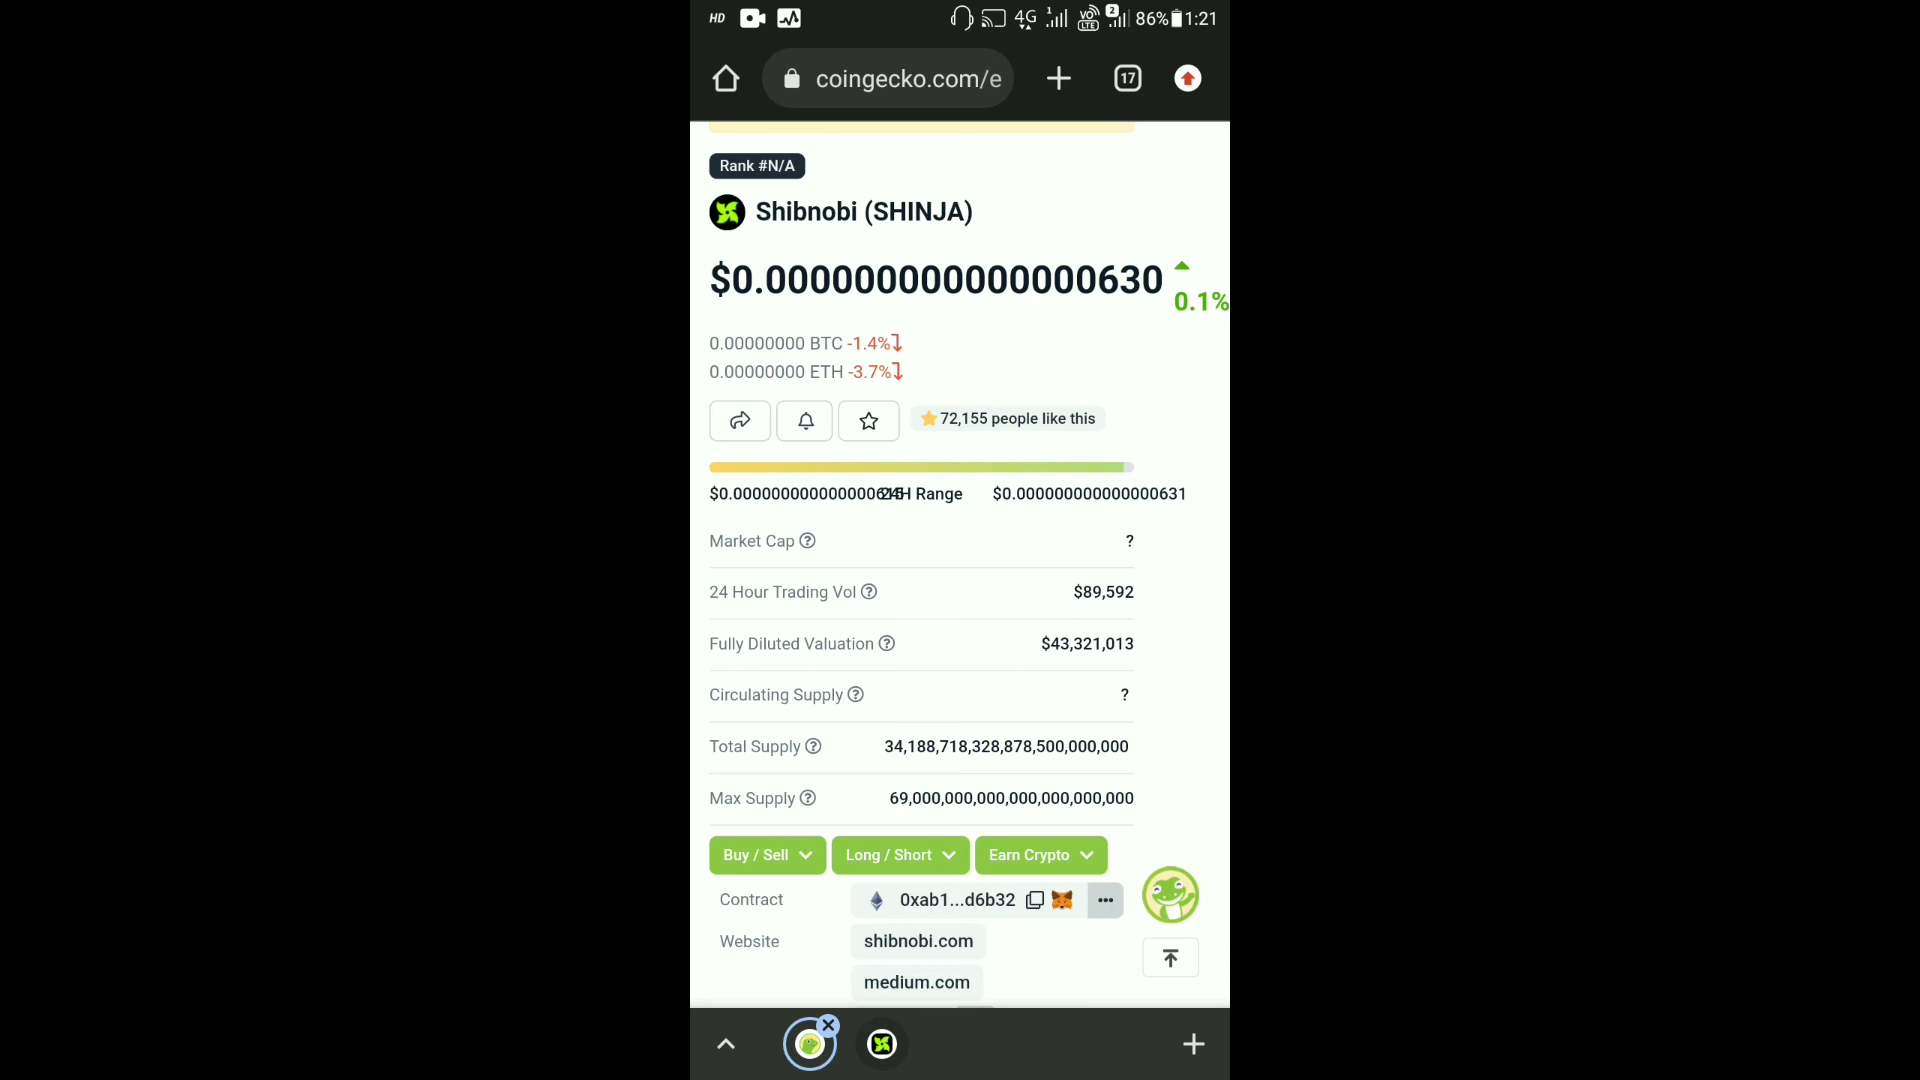 HD 4G 1 VO LTE 2 86% 1:21
coingecko.com/e 17
Rank #N/A
Shibnobi (SHINJA)
$0.000000000000000630 0.1%
0.00000000 BTC -1.4%
0.00000000 ETH -3.7%
72,155 people like this
24H Range $0.000000000000000631
Market Cap ?
24 Hour Trading Vol $89,592
Fully Diluted Valuation $43,321,013
Circulating Supply ?
Total Supply 34,188,718,328,878,500,000,000
Max Supply 69,000,000,000,000,000,000,000
Buy / Sell Long / Short Earn Crypto
Contract 0xab1...d6b32
Website shibnobi.com
medium.com